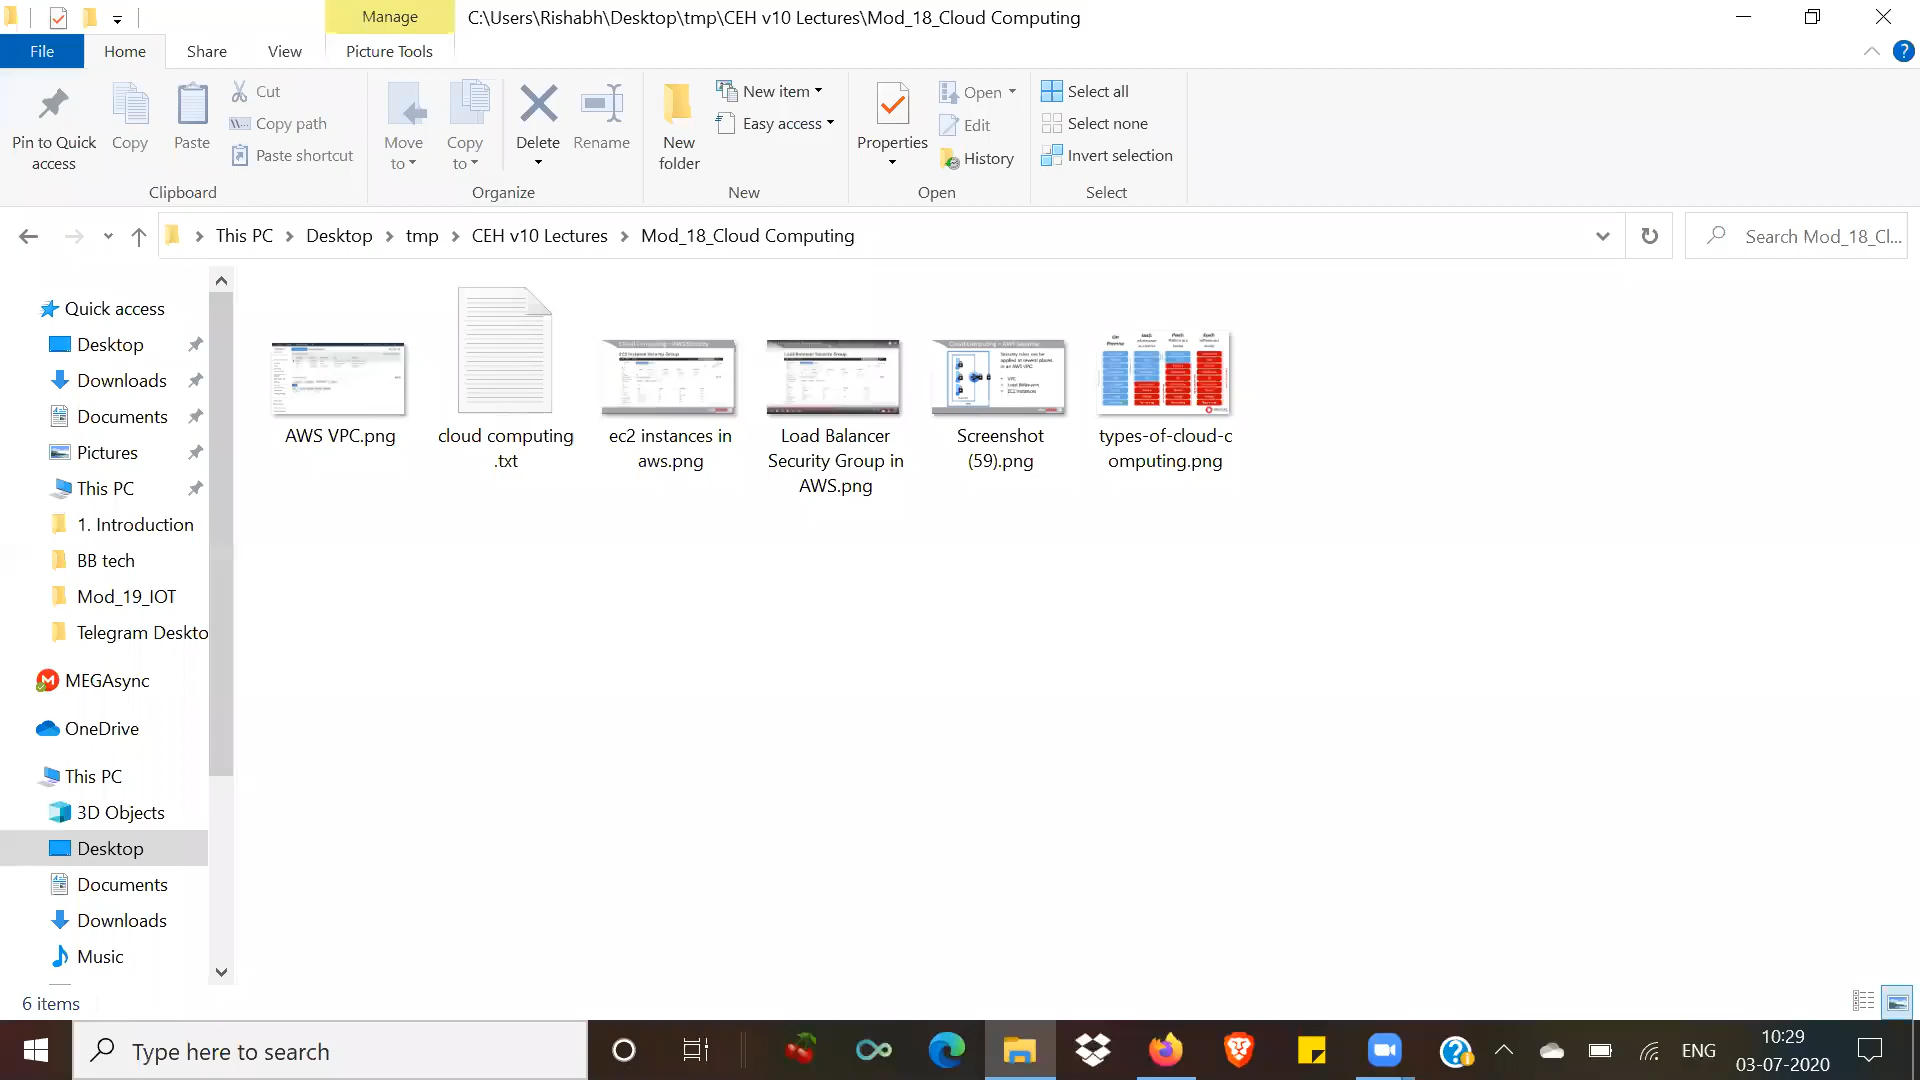 Manage
C:\Users\Rishabh\Desktop\tmp\CEH v10 Lectures\Mod_18_Cloud Computing
File
Home
Share
View
Picture Tools
Pin to Quick
access
Copy
Paste
Cut
Copy path
Paste shortcut
Clipboard
Move
to
Copy
to
Delete
Rename
Organize
New
folder
New item
Easy access
New
Properties
Open
Edit
History
Open
Select all
Select none
Invert selection
Select
This PC
Desktop
tmp
CEH v10 Lectures
Mod_18_Cloud Computing
Search Mod_18_Cl...
Quick access
Desktop
Downloads
Documents
Pictures
This PC
1. Introduction
BB tech
Mod_19_IOT
Telegram Deskto
MEGAsync
OneDrive
This PC
3D Objects
Desktop
Documents
Downloads
Music
AWS VPC.png
cloud computing
.txt
ec2 instances in
aws.png
Load Balancer
Security Group in
AWS.png
Screenshot
(59).png
types-of-cloud-c
omputing.png
6 items
Type here to search
ENG
10:29
03-07-2020